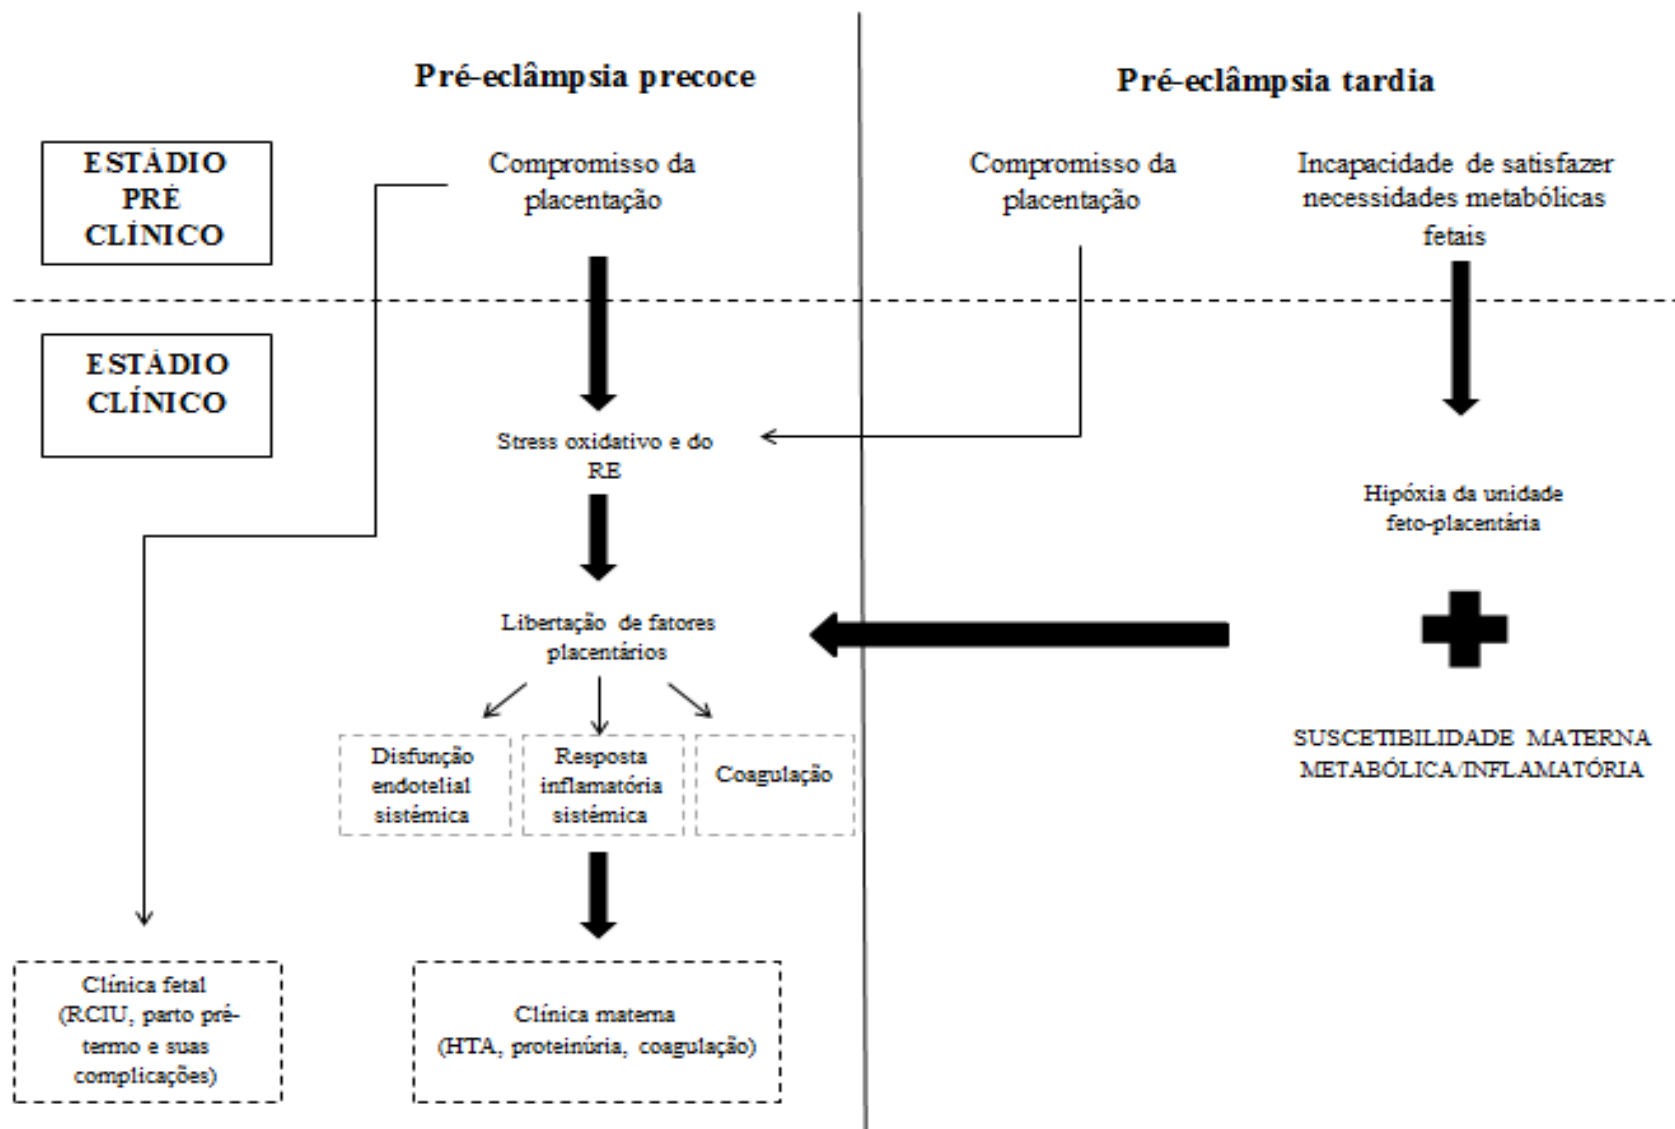 Pré-eclâmpsia precoce
Pré-eclâmpsia tardia
ESTÁDIO
PRÉ
CLÍNICO
Compromisso da
placentação
Compromisso da
placentação
Incapacidade de satisfazer
necessidades metabólicas
fetais
ESTÁDIO
CLÍNICO
Stress oxidativo e do
RE
Hipóxia da unidade
feto-placentária
Libertação de fatores
placentários
SUSCETIBILIDADE MATERNA
METABÓLICA/INFLAMATÓRIA
Disfunção
endotelial
sistémica
Resposta
inflamatória
sistémica
Coagulação
Clínica fetal
(RCIU, parto pré-
termo e suas
complicações)
Clínica materna
(HTA, proteinúria, coagulação)